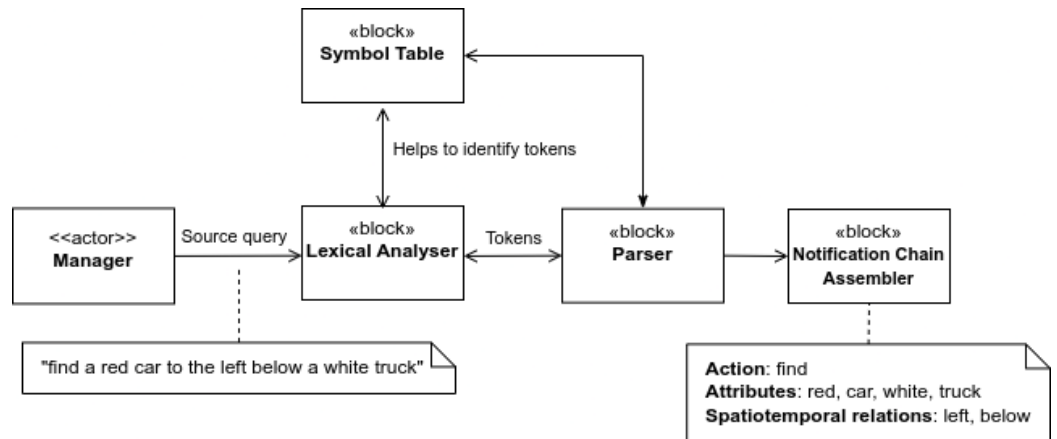 «block»
Symbol Table
Helps to identify tokens
<<actor>>
Manager
Source query
«block»
Lexical Analyser
Tokens
«block»
Parser
«block»
Notification Chain
Assembler
"find a red car to the left below a white truck"
Action: find
Attributes: red, car, white, truck
Spatiotemporal relations: left, below